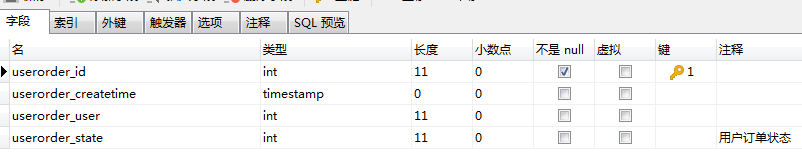 字段 索引 外键 触发器 选项 注释 SQL 预览
名 类型 长度 小数点 不是 null 虚拟 键 注释
userorder_id int 11 0 1
userorder_createtime timestamp 0 0
userorder_user int 11 0
userorder_state int 11 0 用户订单状态